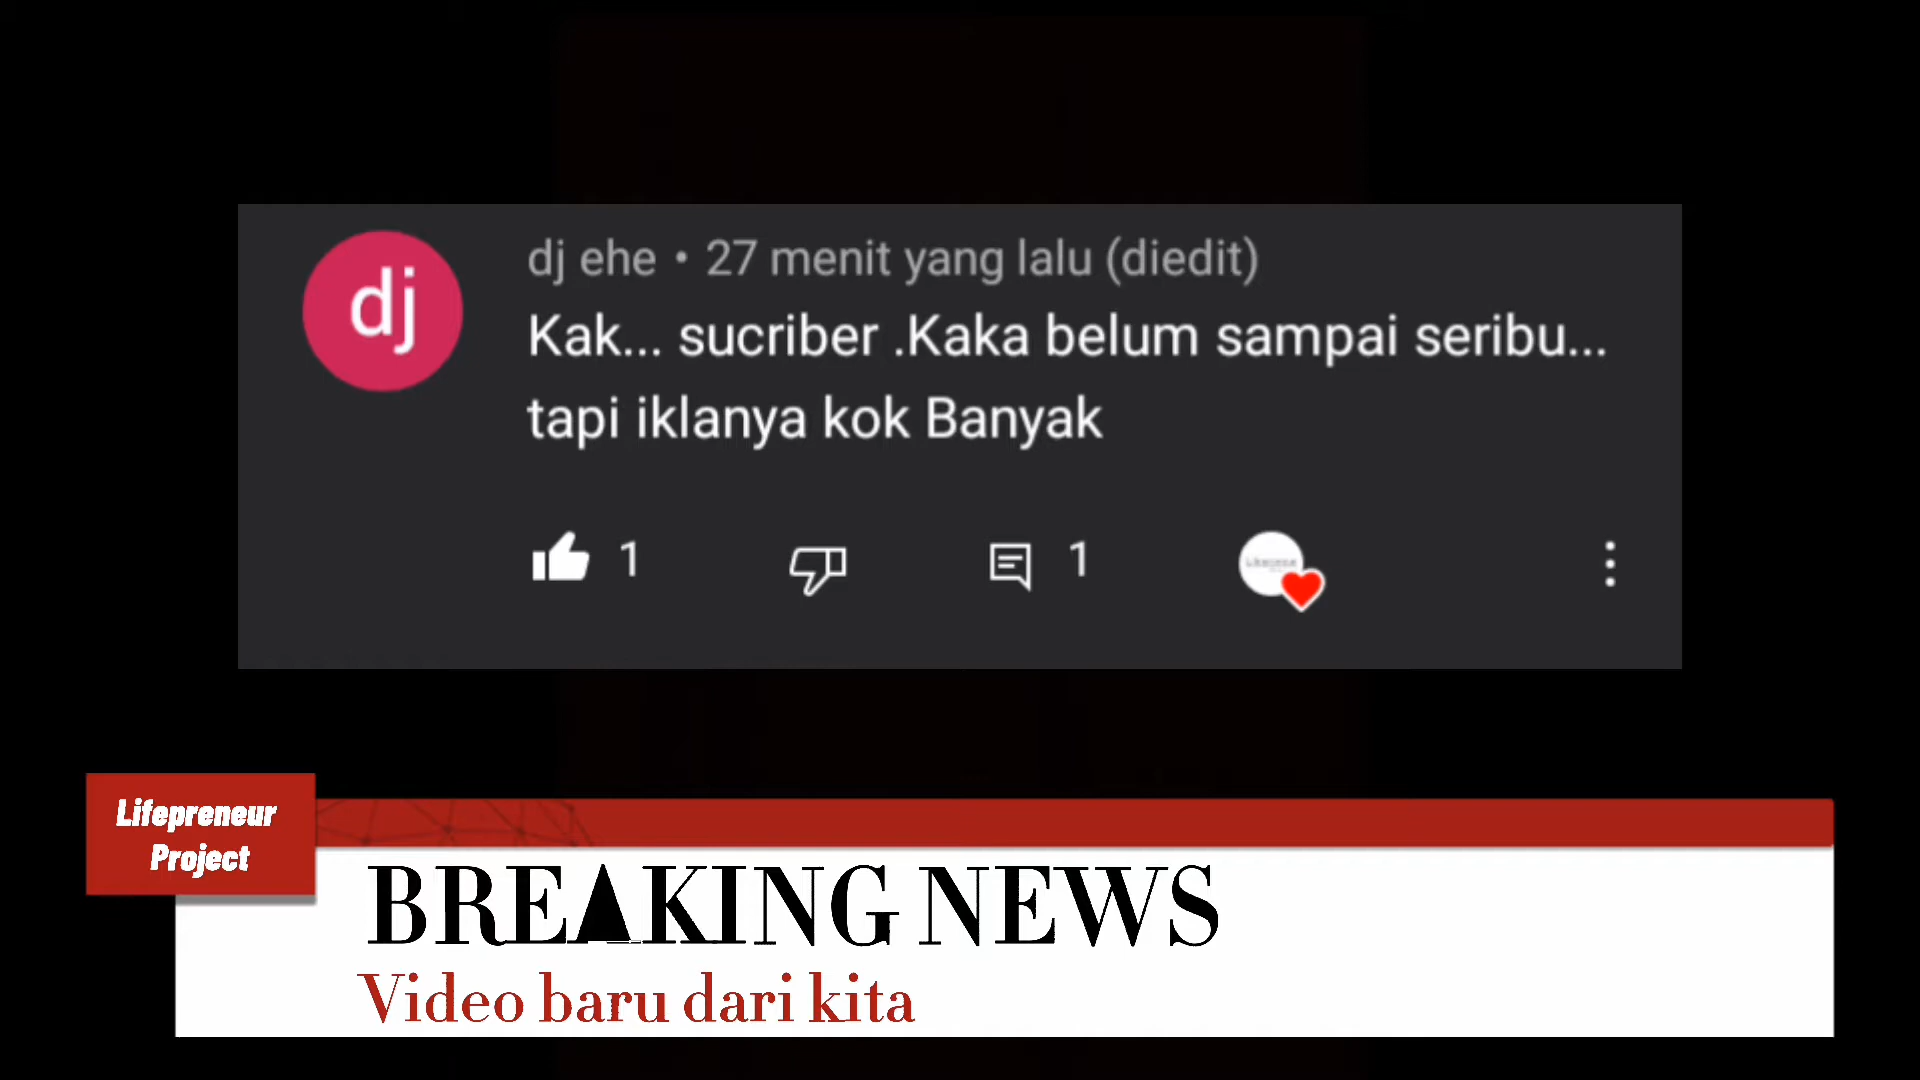 dj
dj ehe • 27 menit yang lalu (diedit)
Kak... sucriber .Kaka belum sampai seribu...
tapi iklanya kok Banyak
1
1
Lifepreneur
Project
BREAKING NEWS
Video baru dari kita